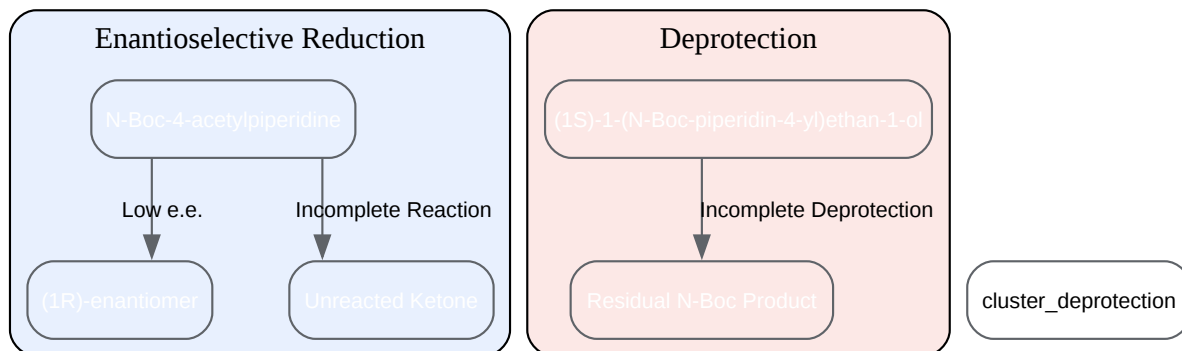 Enantioselective Reduction
Deprotection
N-Boc-4-acetylpiperidine
(1S)-1-(N-Boc-piperidin-4-yl)ethan-1-ol
Low e.e.
Incomplete Reaction
Incomplete Deprotection
(1R)-enantiomer
Unreacted Ketone
Residual N-Boc Product
cluster_deprotection